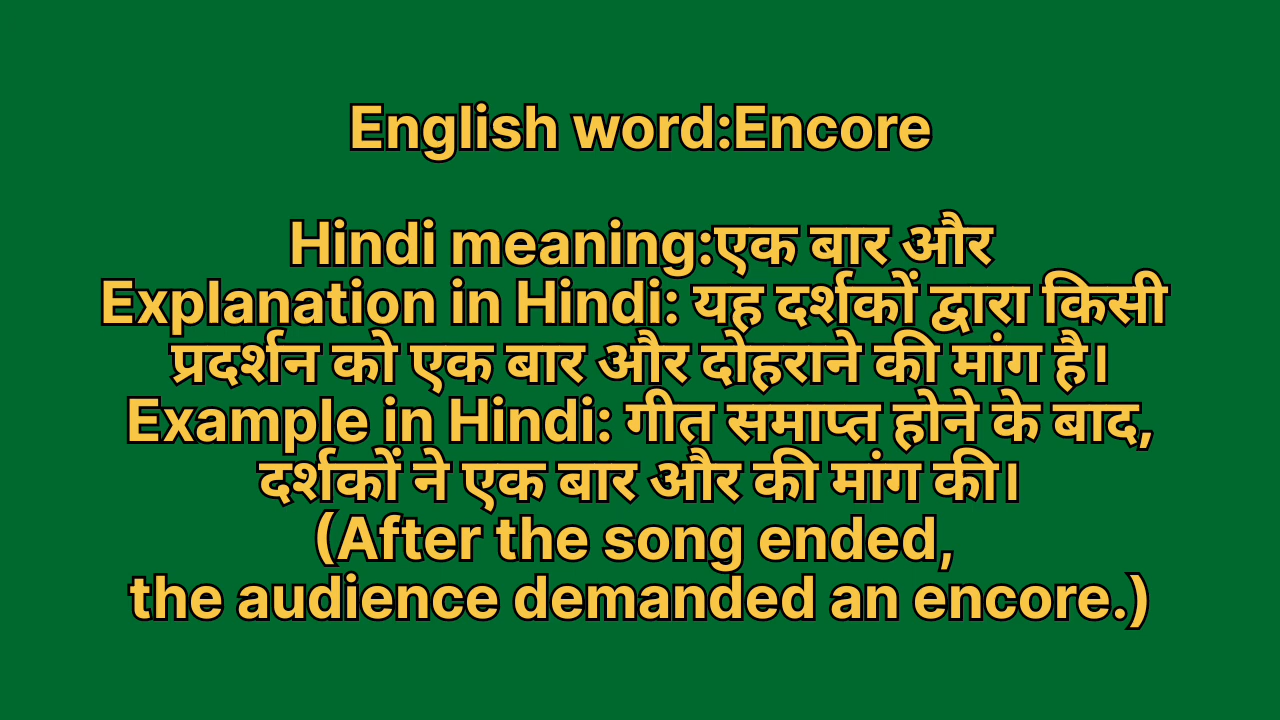 English word:Encore
Hindi meaning:एक बार और
Explanation in Hindi: यह दर्शकों द्वारा किसी
प्रदर्शन को एक बार और दोहराने की मांग है।
Example in Hindi: गीत समाप्त होने के बाद,
दर्शकों ने एक बार और की मांग की।
(After the song ended,
the audience demanded an encore.)